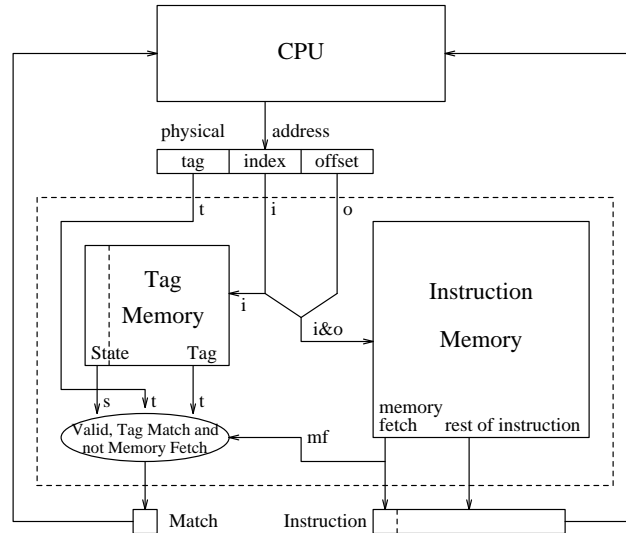 CPU
physical address
tag index offset
t i o
Tag
Memory
i
State Tag
Instruction
Memory
i&o
s t t
memory
fetch rest of instruction
Valid, Tag Match and
not Memory Fetch
mf
Match Instruction